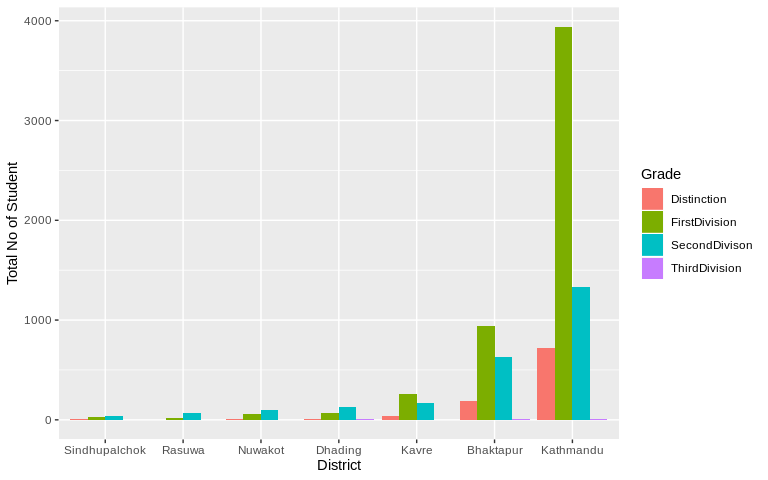 4000
3000
2000
1000
0
Total No of Student
Sindhupalchok Rasuwa Nuwakot Dhading Kavre Bhaktapur Kathmandu
District
Grade
Distinction
FirstDivision
SecondDivison
ThirdDivision